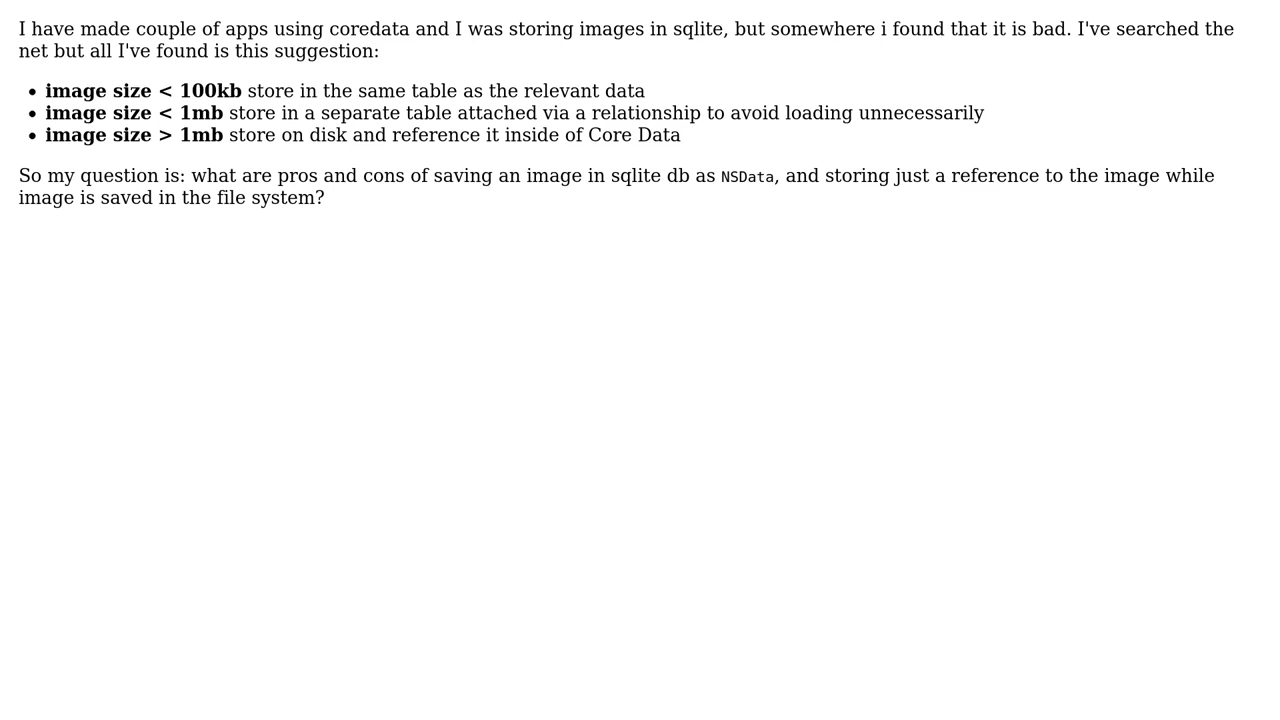 I have made couple of apps using coredata and I was storing images in sqlite, but somewhere i found that it is bad. I've searched the
net but all I've found is this suggestion:
• image size < 100kb store in the same table as the relevant data
• image size < 1mb store in a separate table attached via a relationship to avoid loading unnecessarily
• image size > 1mb store on disk and reference it inside of Core Data
So my question is: what are pros and cons of saving an image in sqlite db as NSData, and storing just a reference to the image while
image is saved in the file system?